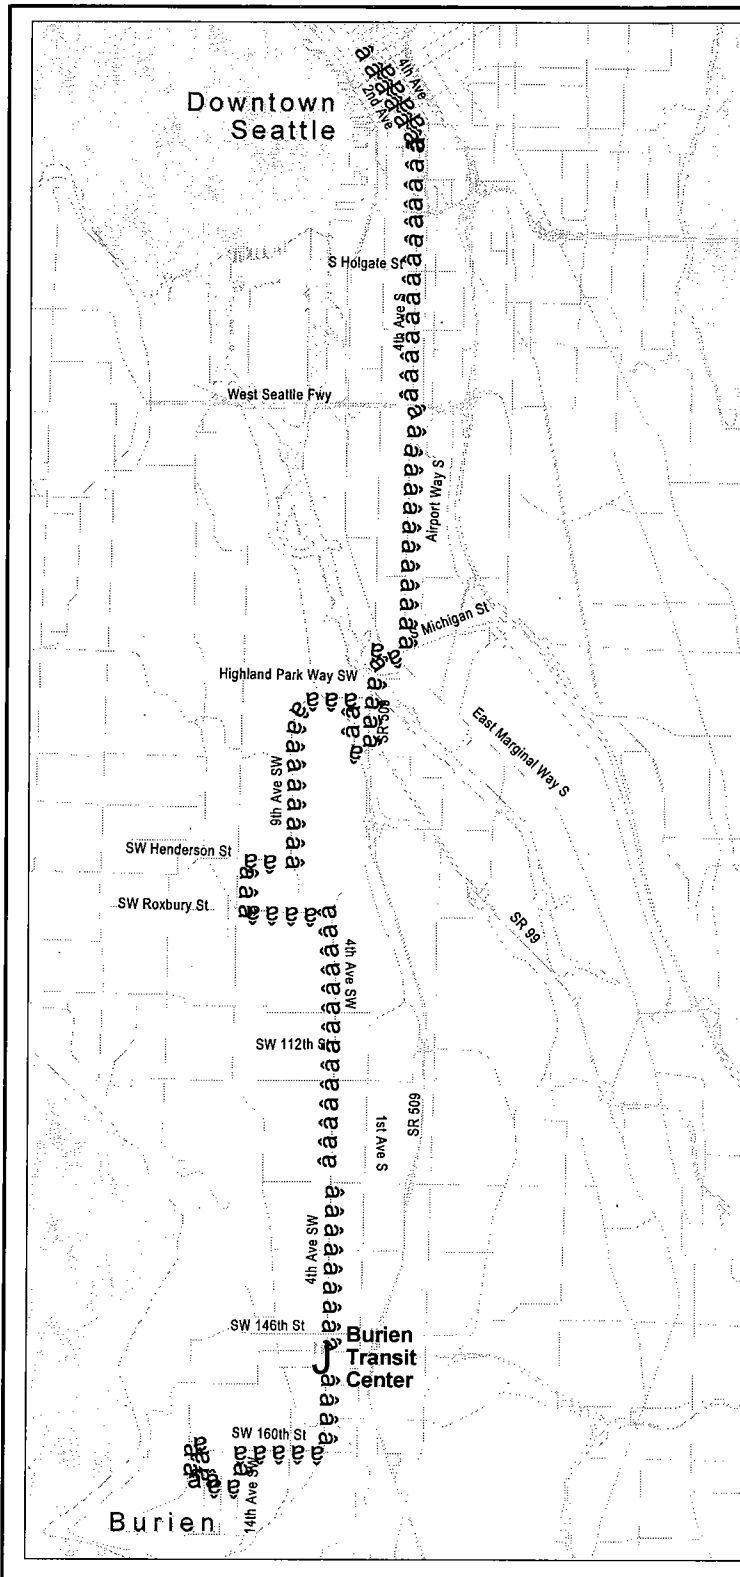 Downtown
Seattle
4th Ave
2nd Ave
S Holgate St
4th Ave S
West Seattle Fwy
Airport Way S
S Michigan St
Highland Park Way SW
SR 509
East Marginal Way S
9th Ave SW
SW Henderson St
SW Roxbury St
SR 99
4th Ave SW
SW 112th St
SR 509
1st Ave S
4th Ave SW
SW 146th St
Burien
Transit
Center
J
SW 160th St
14th Ave SW
Burien